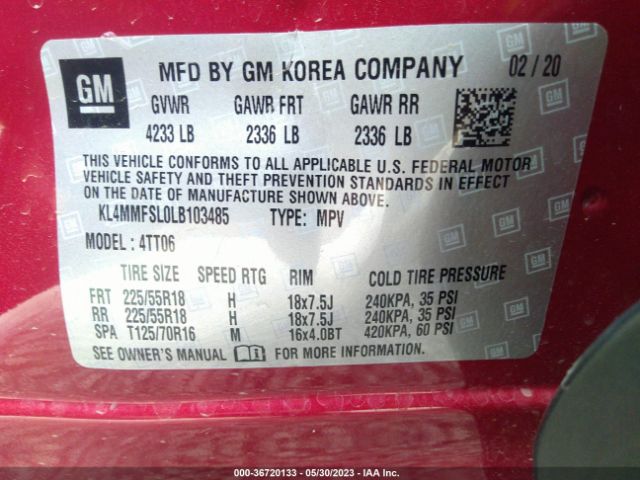 GM MFD BY GM KOREA COMPANY 02/20
GVWR GAWR FRT GAWR RR
4233 LB 2336 LB 2336 LB
THIS VEHICLE CONFORMS TO ALL APPLICABLE U.S. FEDERAL MOTOR
VEHICLE SAFETY AND THEFT PREVENTION STANDARDS IN EFFECT
ON THE DATE OF MANUFACTURE SHOWN ABOVE.
KL4MMFSL0LB103485 TYPE: MPV
MODEL: 4TT06
TIRE SIZE SPEED RTG RIM COLD TIRE PRESSURE
FRT 225/55R18 H 18x7.5J 240KPA, 35 PSI
RR 225/55R18 H 18x7.5J 240KPA, 35 PSI
SPA T125/70R16 M 16x4.0BT 420KPA, 60 PSI
SEE OWNER'S MANUAL FOR MORE INFORMATION.
000-36720133 — 05/30/2023 — IAA Inc.